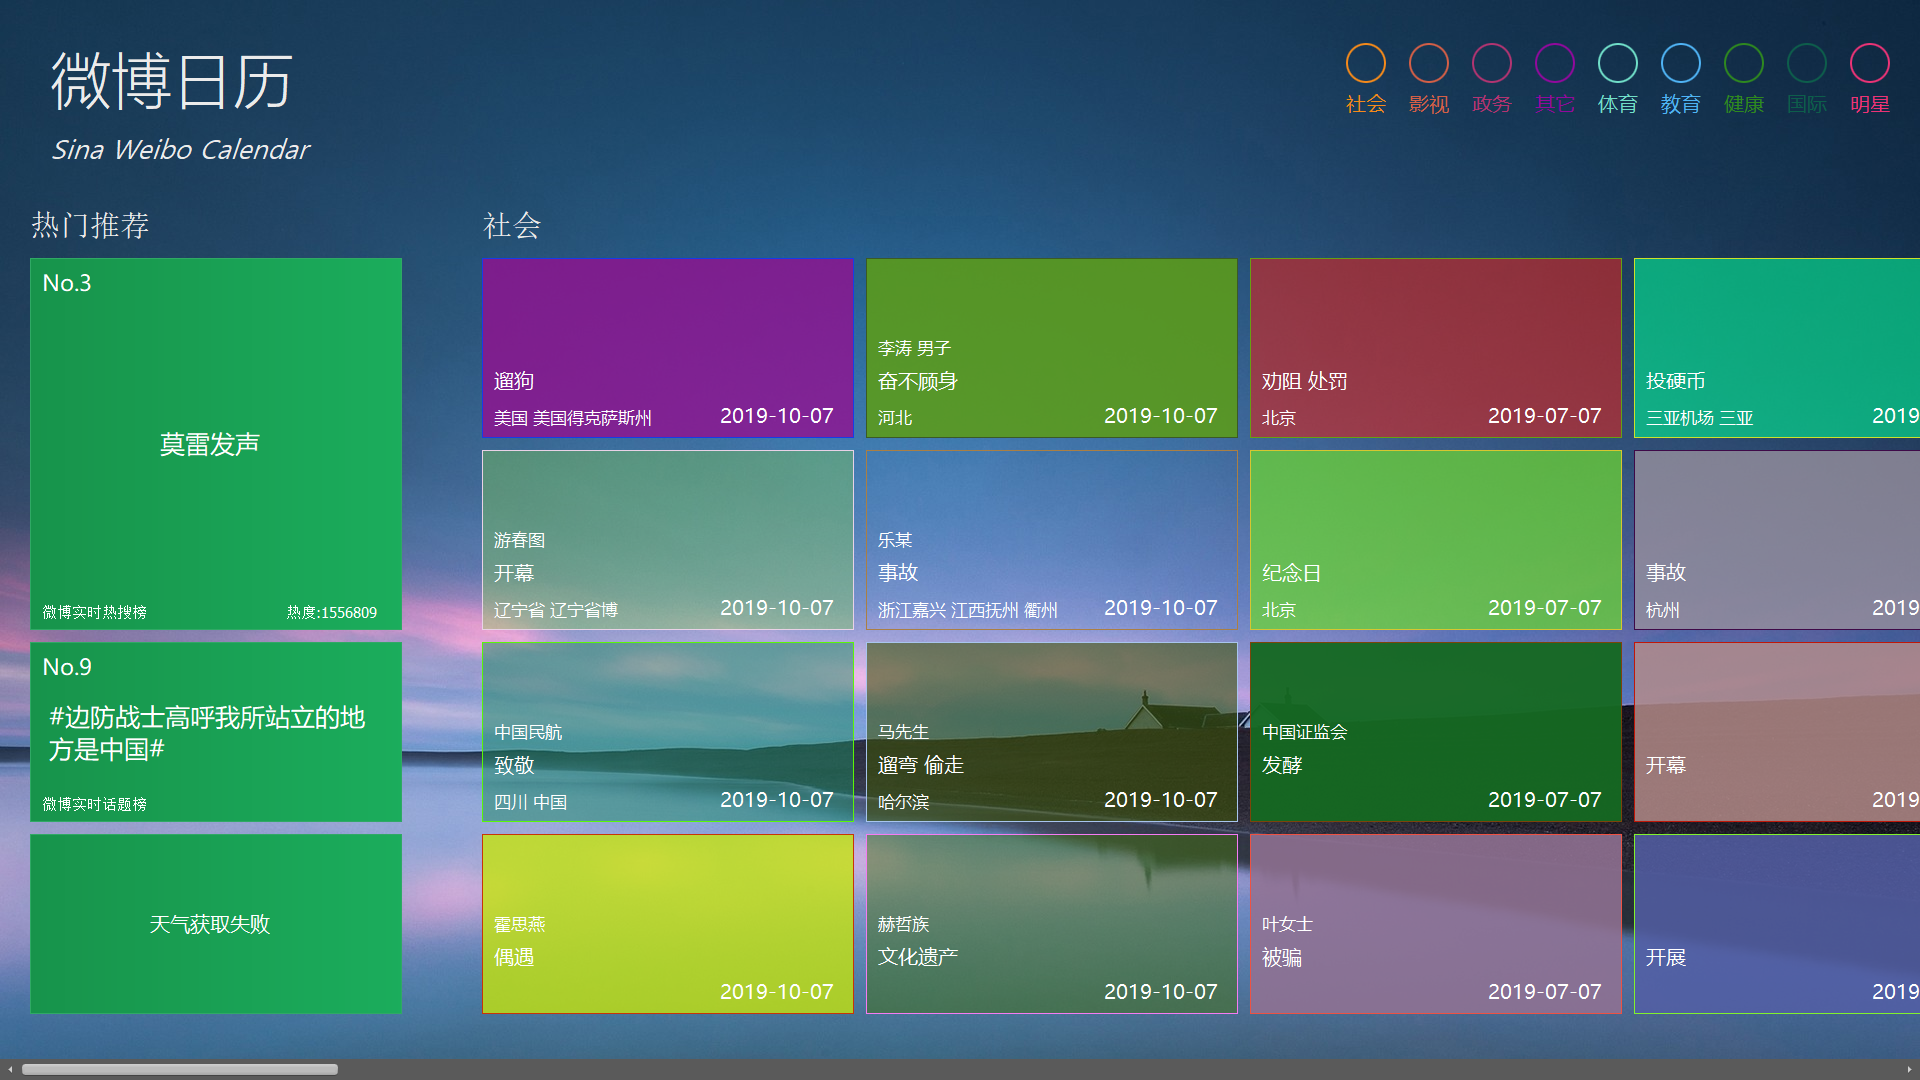 微博日历
Sina Weibo Calendar
社会 影视 政务 其它 体育 教育 健康 国际 明星
热门推荐
No.3
莫雷发声
微博实时热搜榜 热度:1556809
No.9
#边防战士高呼我所站立的地
方是中国#
微博实时话题榜
天气获取失败
社会
遛狗
美国 美国得克萨斯州 2019-10-07
李涛 男子
奋不顾身
河北 2019-10-07
劝阻 处罚
北京 2019-07-07
投硬币
三亚机场 三亚 2019
游春图
开幕
辽宁省 辽宁省博 2019-10-07
乐某
事故
浙江嘉兴 江西抚州 衢州 2019-10-07
纪念日
北京 2019-07-07
事故
杭州 2019
中国民航
致敬
四川 中国 2019-10-07
马先生
遛弯 偷走
哈尔滨 2019-10-07
中国证监会
发酵
2019-07-07
开幕
2019
霍思燕
偶遇
2019-10-07
赫哲族
文化遗产
2019-10-07
叶女士
被骗
2019-07-07
开展
2019